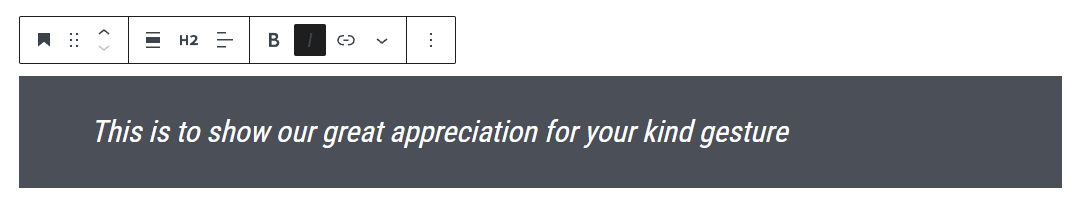 H2 B I
This is to show our great appreciation for your kind gesture